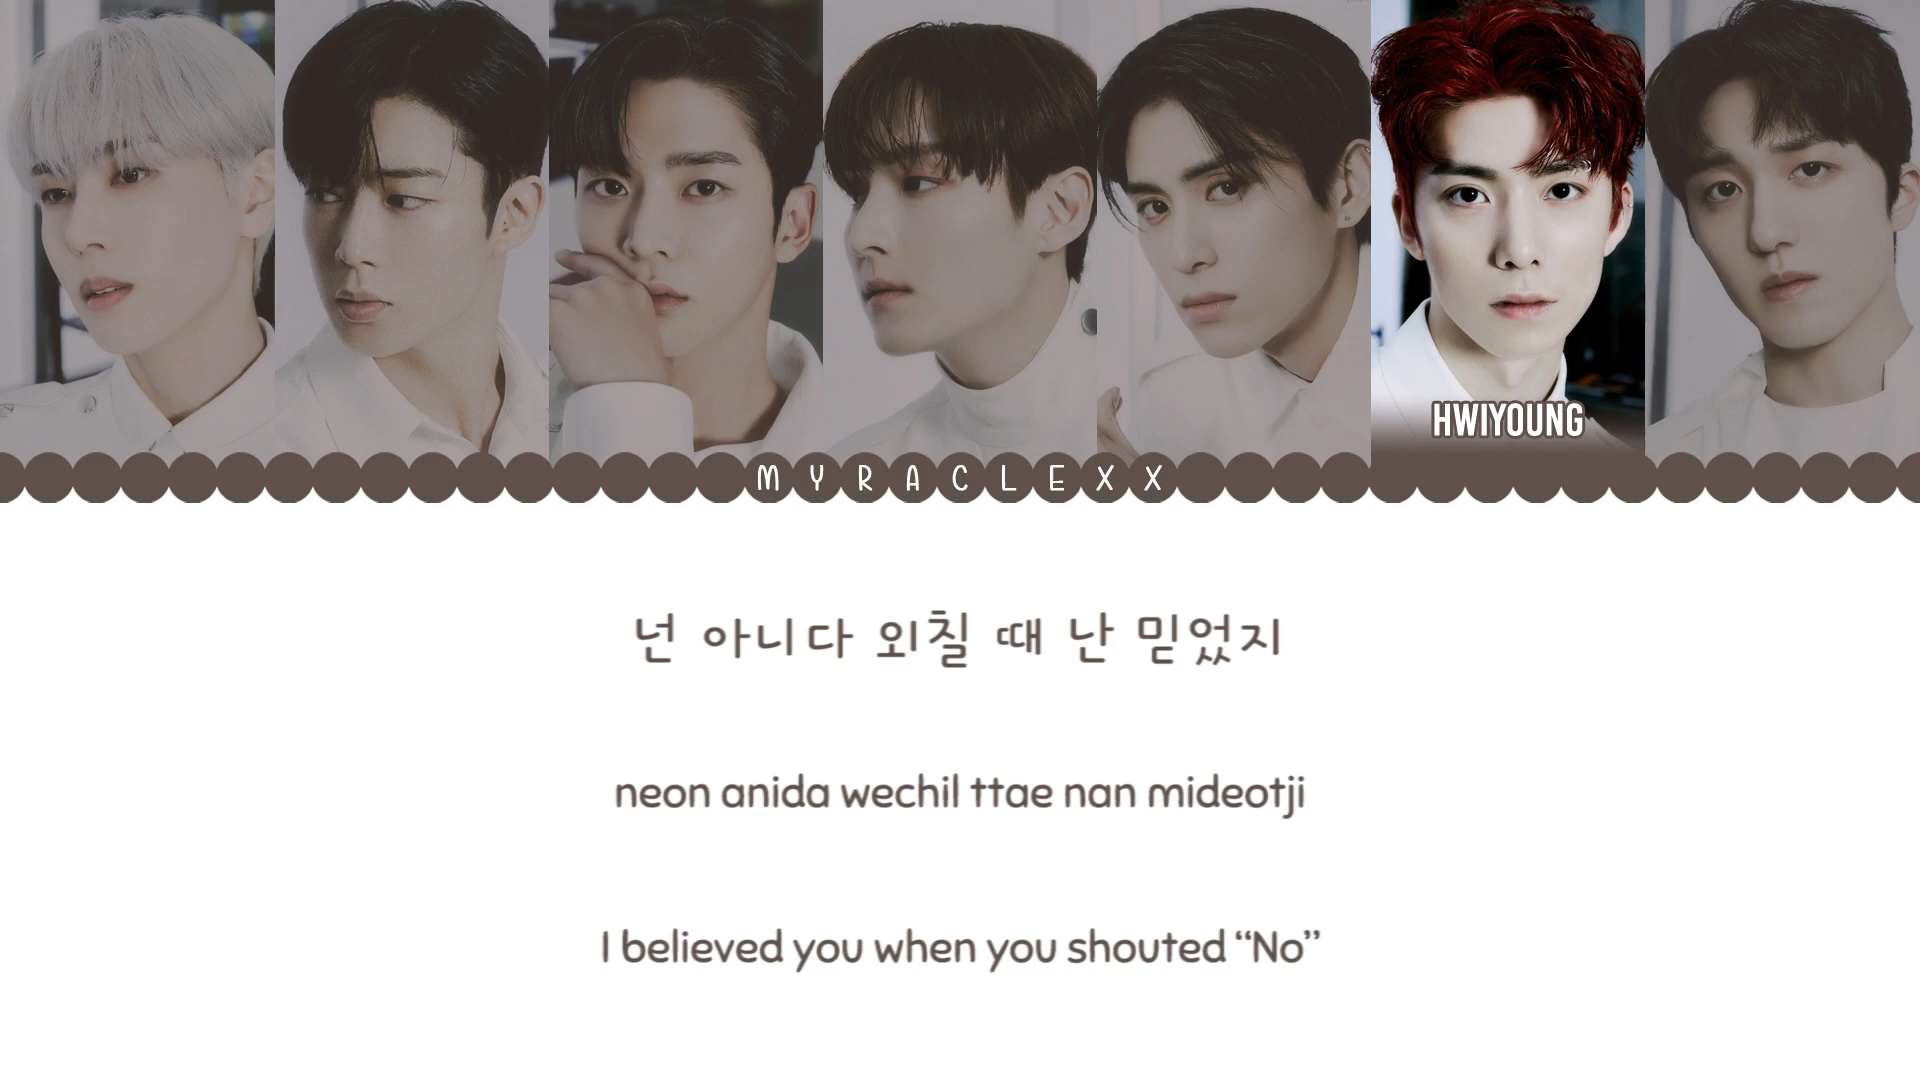 HWIYOUNG
MYRACLEXX
넌 아니다 외칠 때 난 믿었지
neon anida wechil ttae nan mideotji
I believed you when you shouted “No”